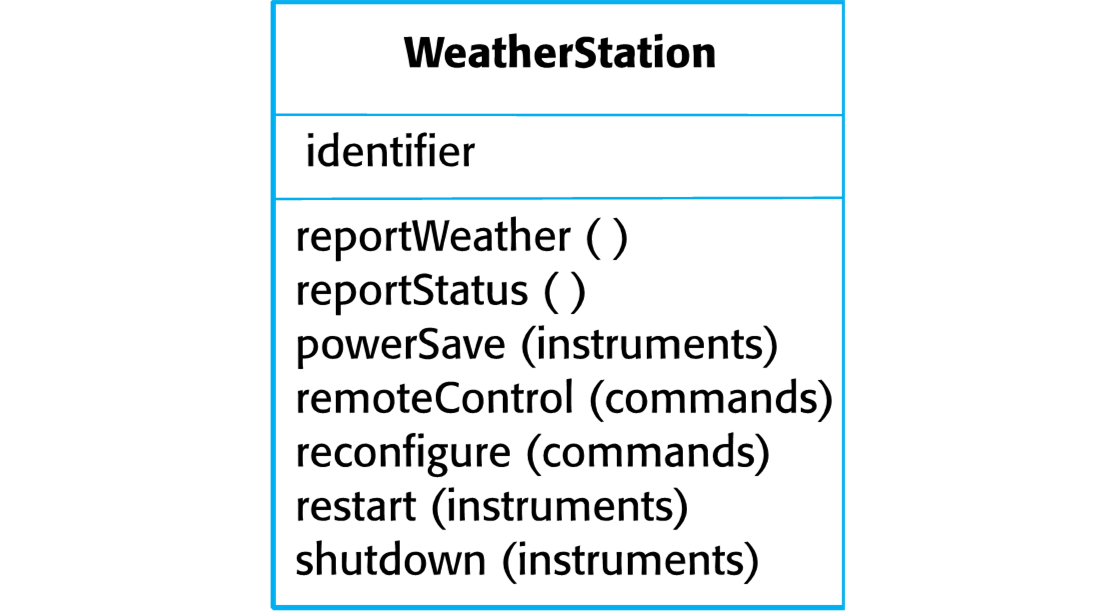 WeatherStation
identifier
reportWeather ( )
reportStatus ( )
powerSave (instruments)
remoteControl (commands)
reconfigure (commands)
restart (instruments)
shutdown (instruments)